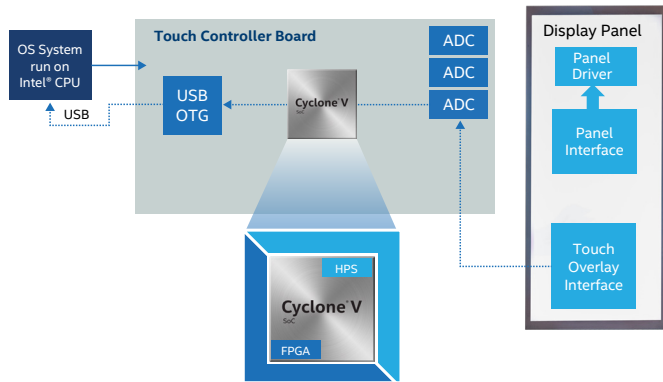 OS System
run on
Intel® CPU
USB
Touch Controller Board
USB
OTG
Cyclone® V
SoC
ADC
ADC
ADC
Display Panel
Panel
Driver
Panel
Interface
Touch
Overlay
Interface
HPS
Cyclone® V
SoC
FPGA